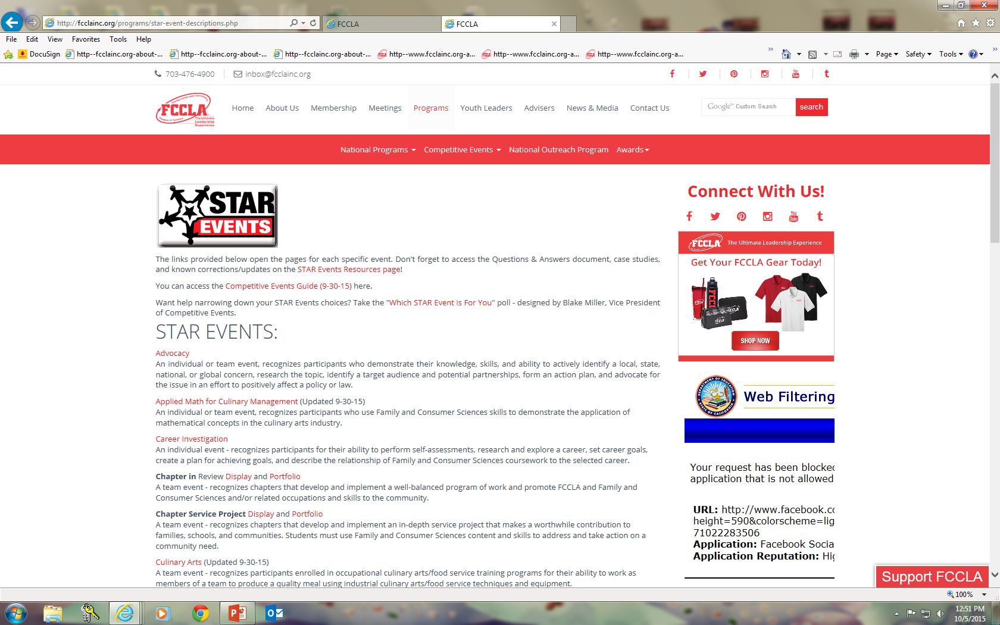 http://fcclainc.org/programs/star-event-descriptions.php
FCCLA
FCCLA
File Edit View Favorites Tools Help
DocuSign http--fcclainc.org-about-... http--fcclainc.org-about-... http--fcclainc.org-about-... http--www.fcclainc.org-a... http--www.fcclainc.org-a... http--www.fcclainc.org-a...
Page Safety Tools
703-476-4900 inbox@fcclainc.org
FCCLA
The Ultimate
Leadership
Experience
Home About Us Membership Meetings Programs Youth Leaders Advisers News & Media Contact Us
Google™ Custom Search search
National Programs Competitive Events National Outreach Program Awards
STAR
EVENTS
The links provided below open the pages for each specific event. Don't forget to access the Questions & Answers document, case studies,
and known corrections/updates on the STAR Events Resources page!
You can access the Competitive Events Guide (9-30-15) here.
Want help narrowing down your STAR Events choices? Take the "Which STAR Event is For You" poll - designed by Blake Miller, Vice President
of Competitive Events.
STAR EVENTS:
Advocacy
An individual or team event, recognizes participants who demonstrate their knowledge, skills, and ability to actively identify a local, state,
national, or global concern, research the topic, identify a target audience and potential partnerships, form an action plan, and advocate for
the issue in an effort to positively affect a policy or law.
Applied Math for Culinary Management (Updated 9-30-15)
An individual or team event, recognizes participants who use Family and Consumer Sciences skills to demonstrate the application of
mathematical concepts in the culinary arts industry.
Career Investigation
An individual event - recognizes participants for their ability to perform self-assessments, research and explore a career, set career goals,
create a plan for achieving goals, and describe the relationship of Family and Consumer Sciences coursework to the selected career.
Chapter in Review Display and Portfolio
A team event - recognizes chapters that develop and implement a well-balanced program of work and promote FCCLA and Family and
Consumer Sciences and/or related occupations and skills to the community.
Chapter Service Project Display and Portfolio
A team event - recognizes chapters that develop and implement an in-depth service project that makes a worthwhile contribution to
families, schools, and communities. Students must use Family and Consumer Sciences content and skills to address and take action on a
community need.
Culinary Arts (Updated 9-30-15)
A team event - recognizes participants enrolled in occupational culinary arts/food service training programs for their ability to work as
members of a team to produce a quality meal using industrial culinary arts/food service techniques and equipment.
Connect With Us!
FCCLA The Ultimate Leadership Experience
Get Your FCCLA Gear Today!
SHOP NOW
DEPARTMENT OF EDUCATION
STATE OF CALIFORNIA
Web Filtering
Your request has been blocked
application that is not allowed
URL: http://www.facebook.co
height=590&colorscheme=lig
71022283506
Application: Facebook Socia
Application Reputation: Hig
Support FCCLA
100%
12:51 PM
10/5/2015